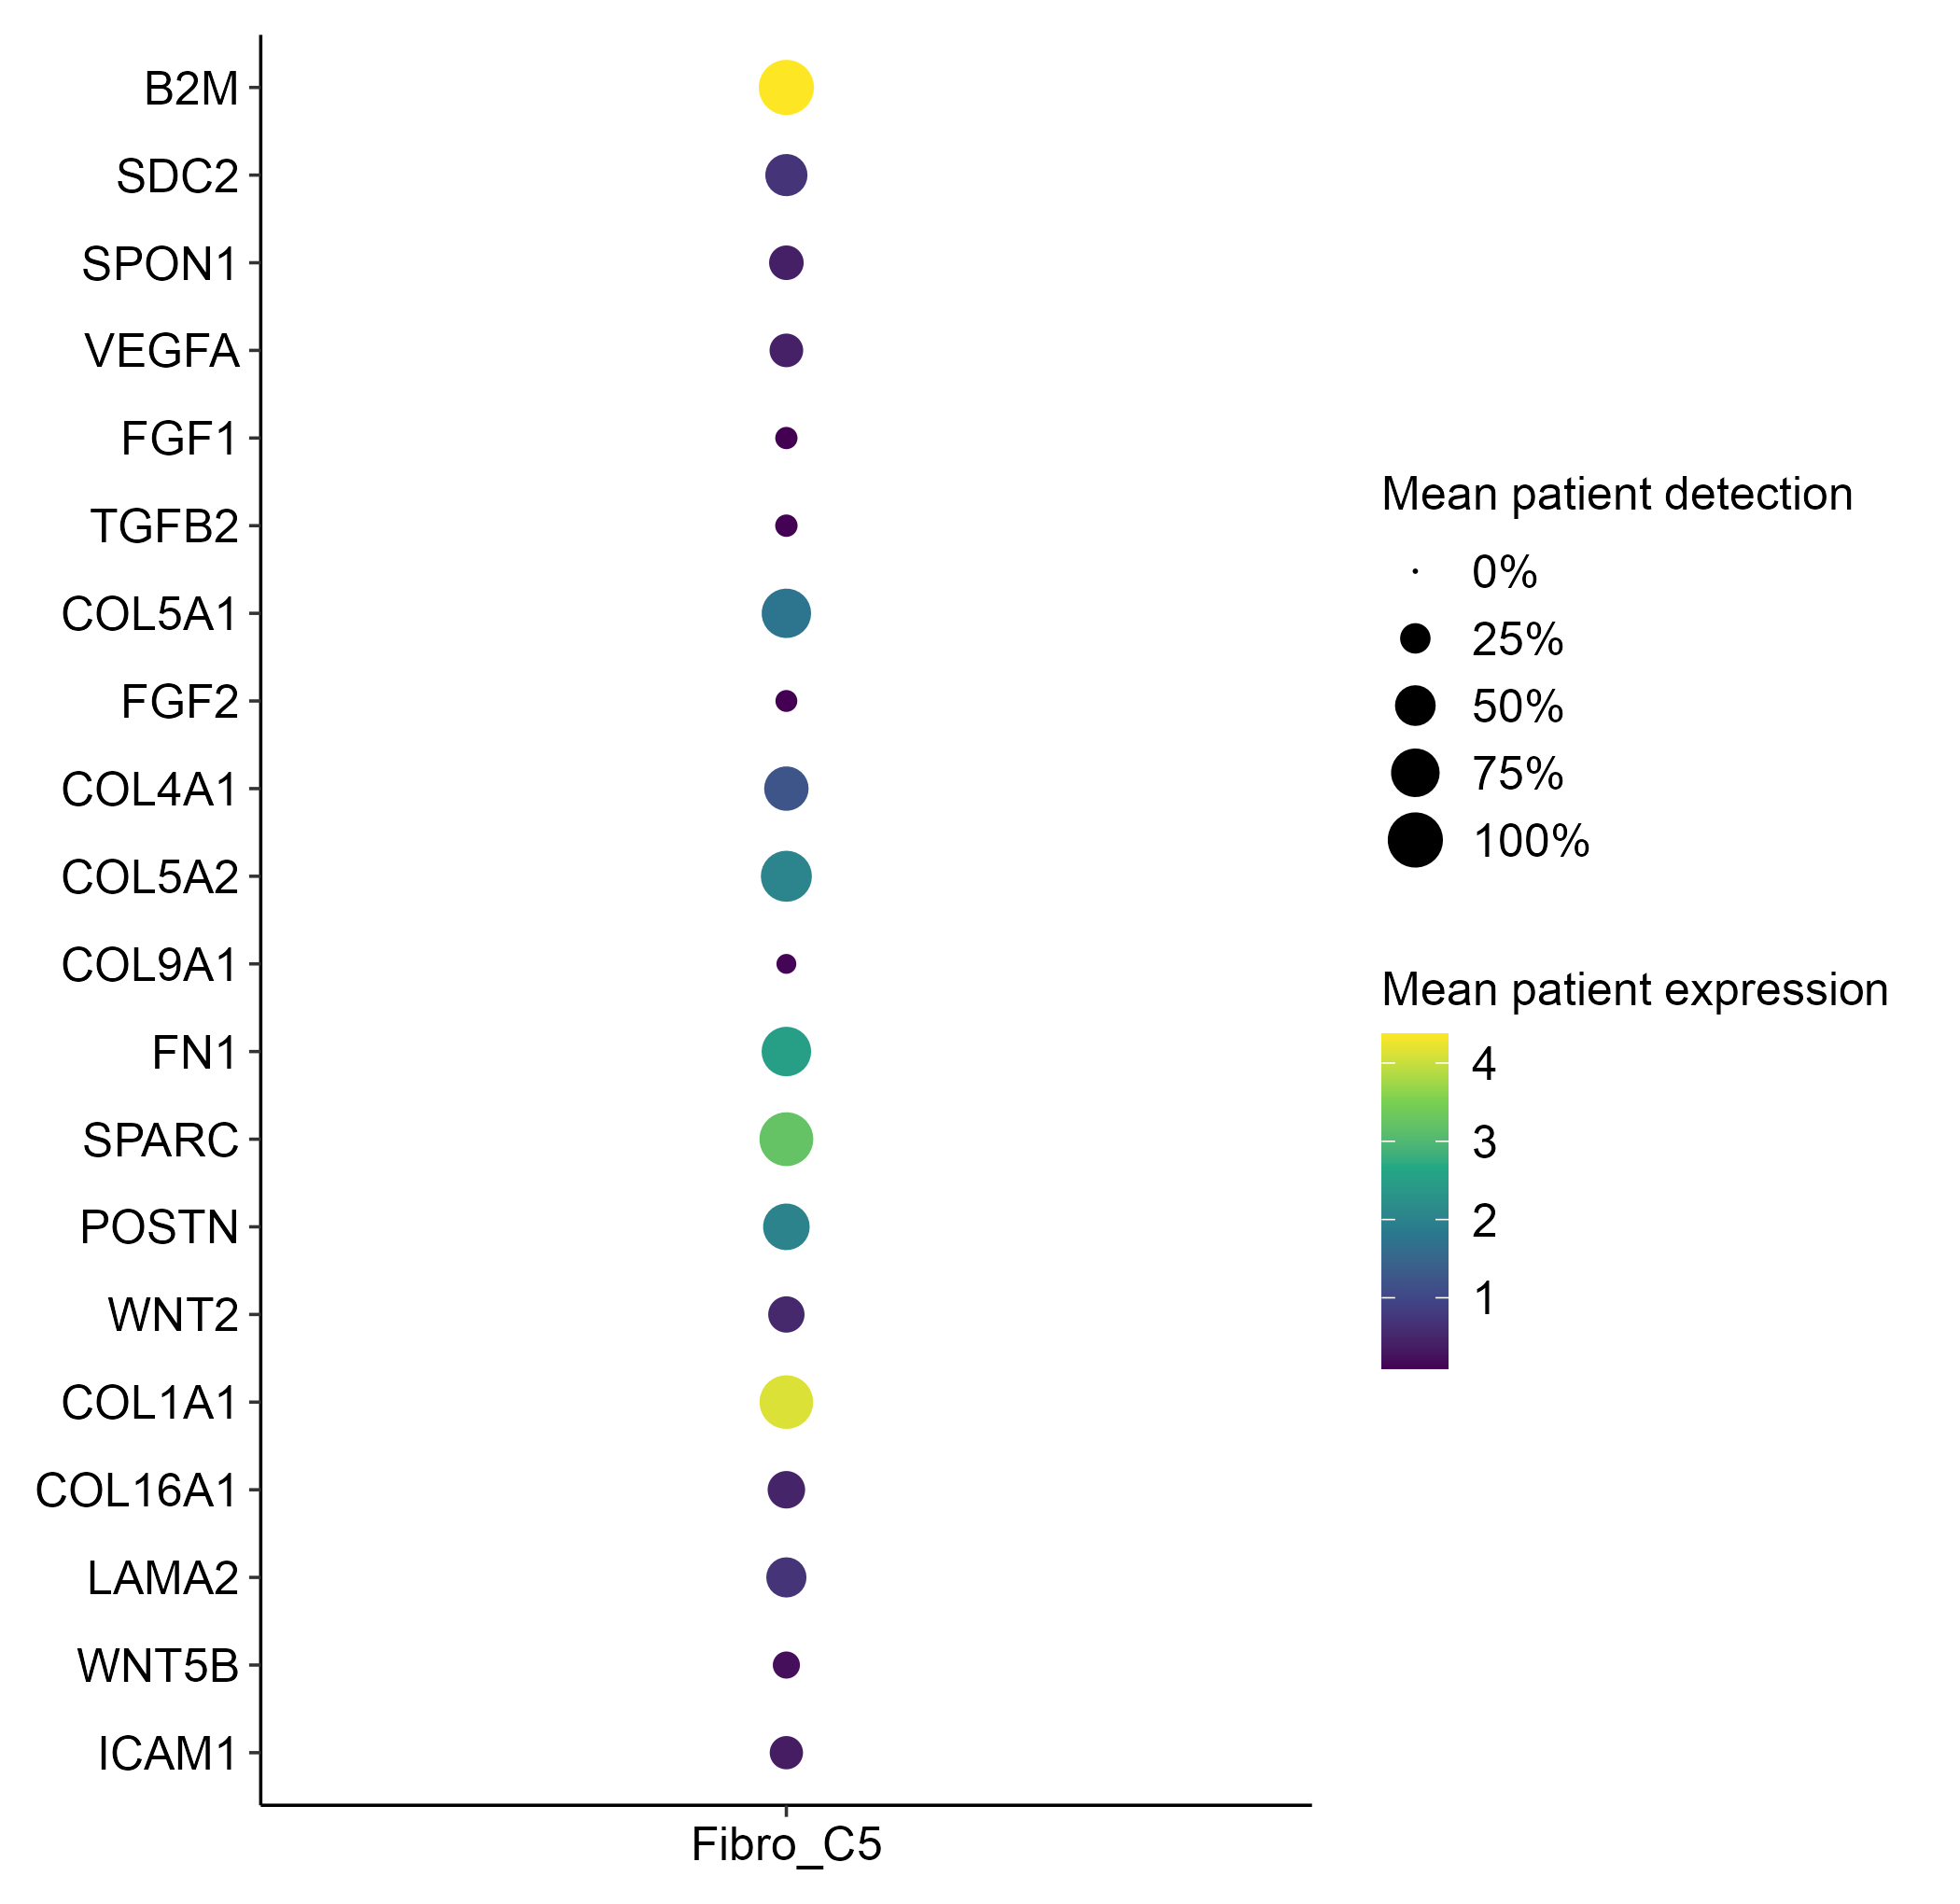 B2M
SDC2
SPON1
VEGFA
FGF1
TGFB2
COL5A1
FGF2
COL4A1
COL5A2
COL9A1
FN1
SPARC
POSTN
WNT2
COL1A1
COL16A1
LAMA2
WNT5B
ICAM1
Fibro_C5
Mean patient detection
0%
25%
50%
75%
100%
Mean patient expression
4
3
2
1